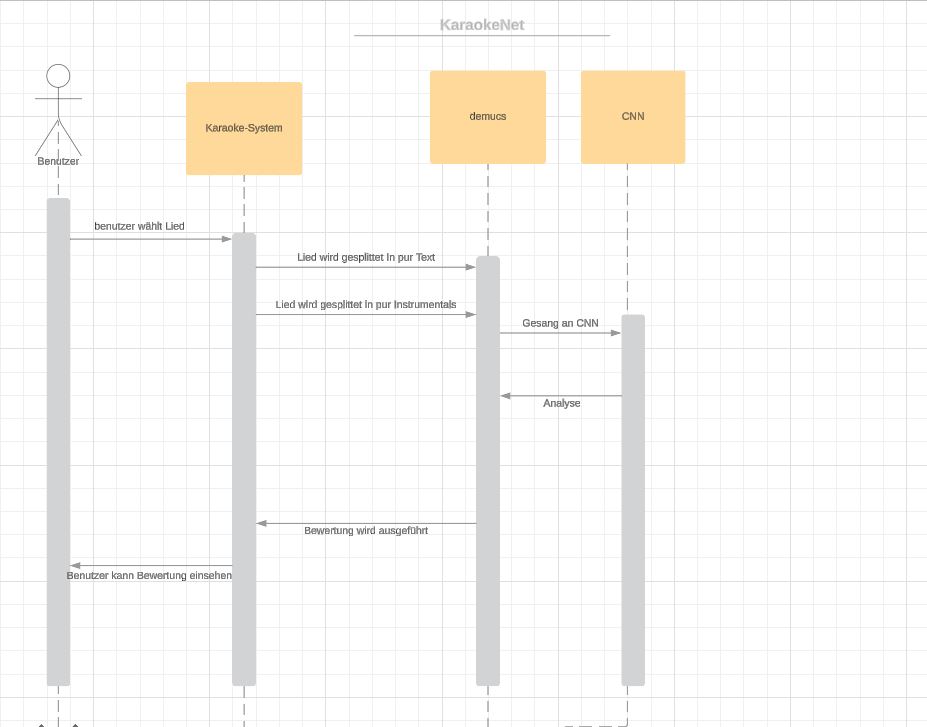 KaraokeNet
Benutzer
Karaoke-System
demucs
CNN
benutzer wählt Lied
Lied wird gesplittet in pur Text
Lied wird gesplittet in pur Instrumentals
Gesang an CNN
Analyse
Bewertung wird ausgeführt
Benutzer kann Bewertung einsehen